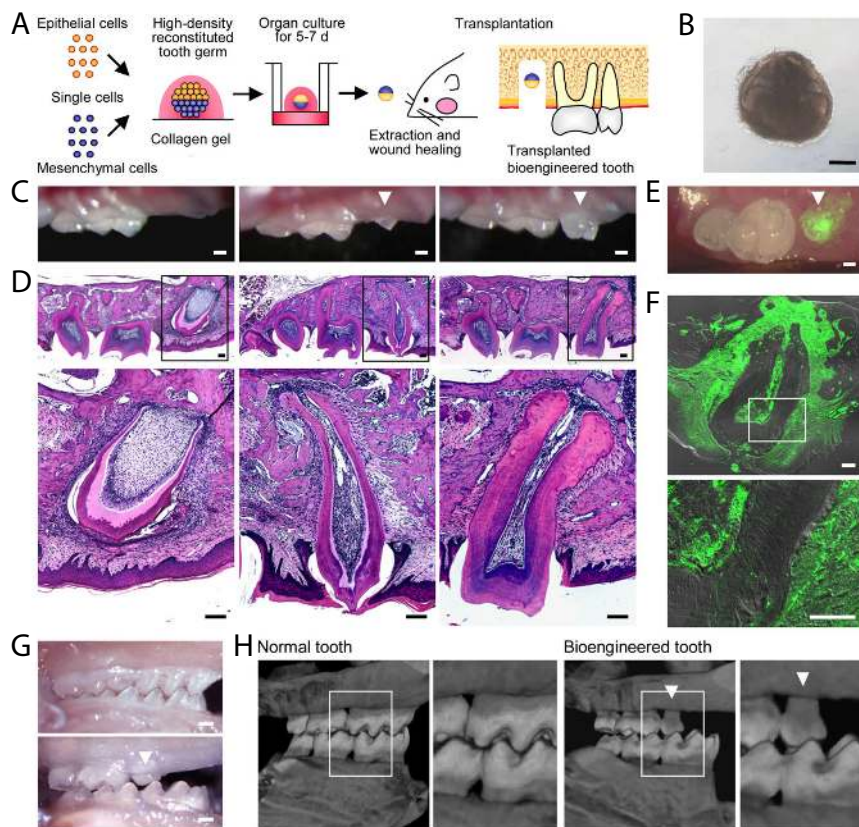 A
Epithelial cells
Single cells
Mesenchymal cells
High-density
reconstituted
tooth germ
Collagen gel
Organ culture
for 5-7 d
Transplantation
Extraction and
wound healing
Transplanted
bioengineered tooth
B
C
E
D
F
G
H
Normal tooth
Bioengineered tooth